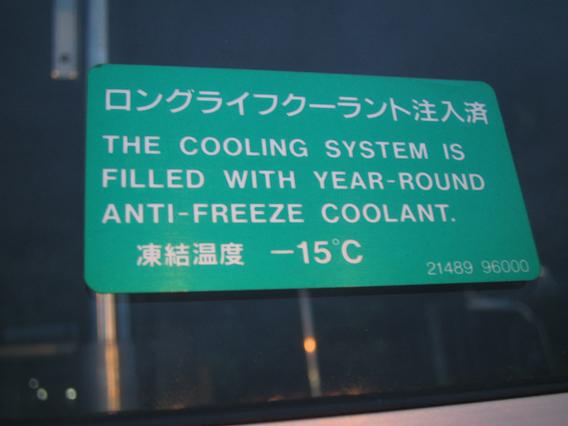 ロングライフクーラント注入済
THE COOLING SYSTEM IS
FILLED WITH YEAR-ROUND
ANTI-FREEZE COOLANT.
凍結温度 −15℃
21489 96000